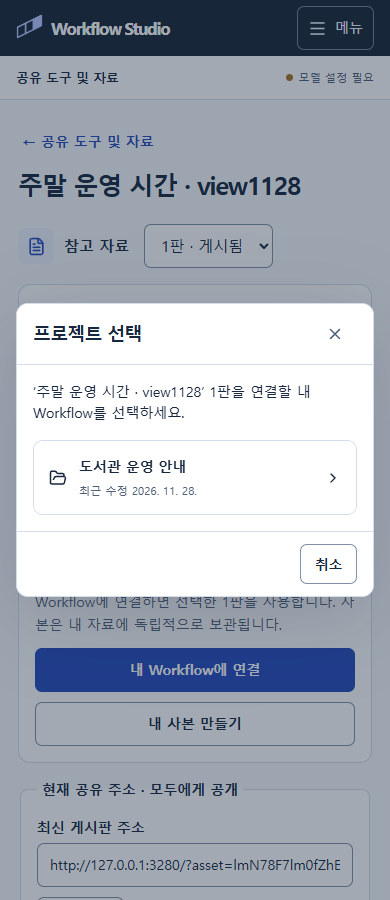 Workflow Studio
메뉴
공유 도구 및 자료
모델 설정 필요
← 공유 도구 및 자료
주말 운영 시간 · view1128
참고 자료
1판 · 게시됨
프로젝트 선택
‘주말 운영 시간 · view1128’ 1판을 연결할 내
Workflow를 선택하세요.
도서관 운영 안내
최근 수정 2026. 11. 28.
취소
Workflow에 연결하면 선택한 1판을 사용합니다. 사
본은 내 자료에 독립적으로 보관됩니다.
내 Workflow에 연결
내 사본 만들기
현재 공유 주소 · 모두에게 공개
최신 게시판 주소
http://127.0.0.1:3280/?asset=lmN78F7lm0fZhE